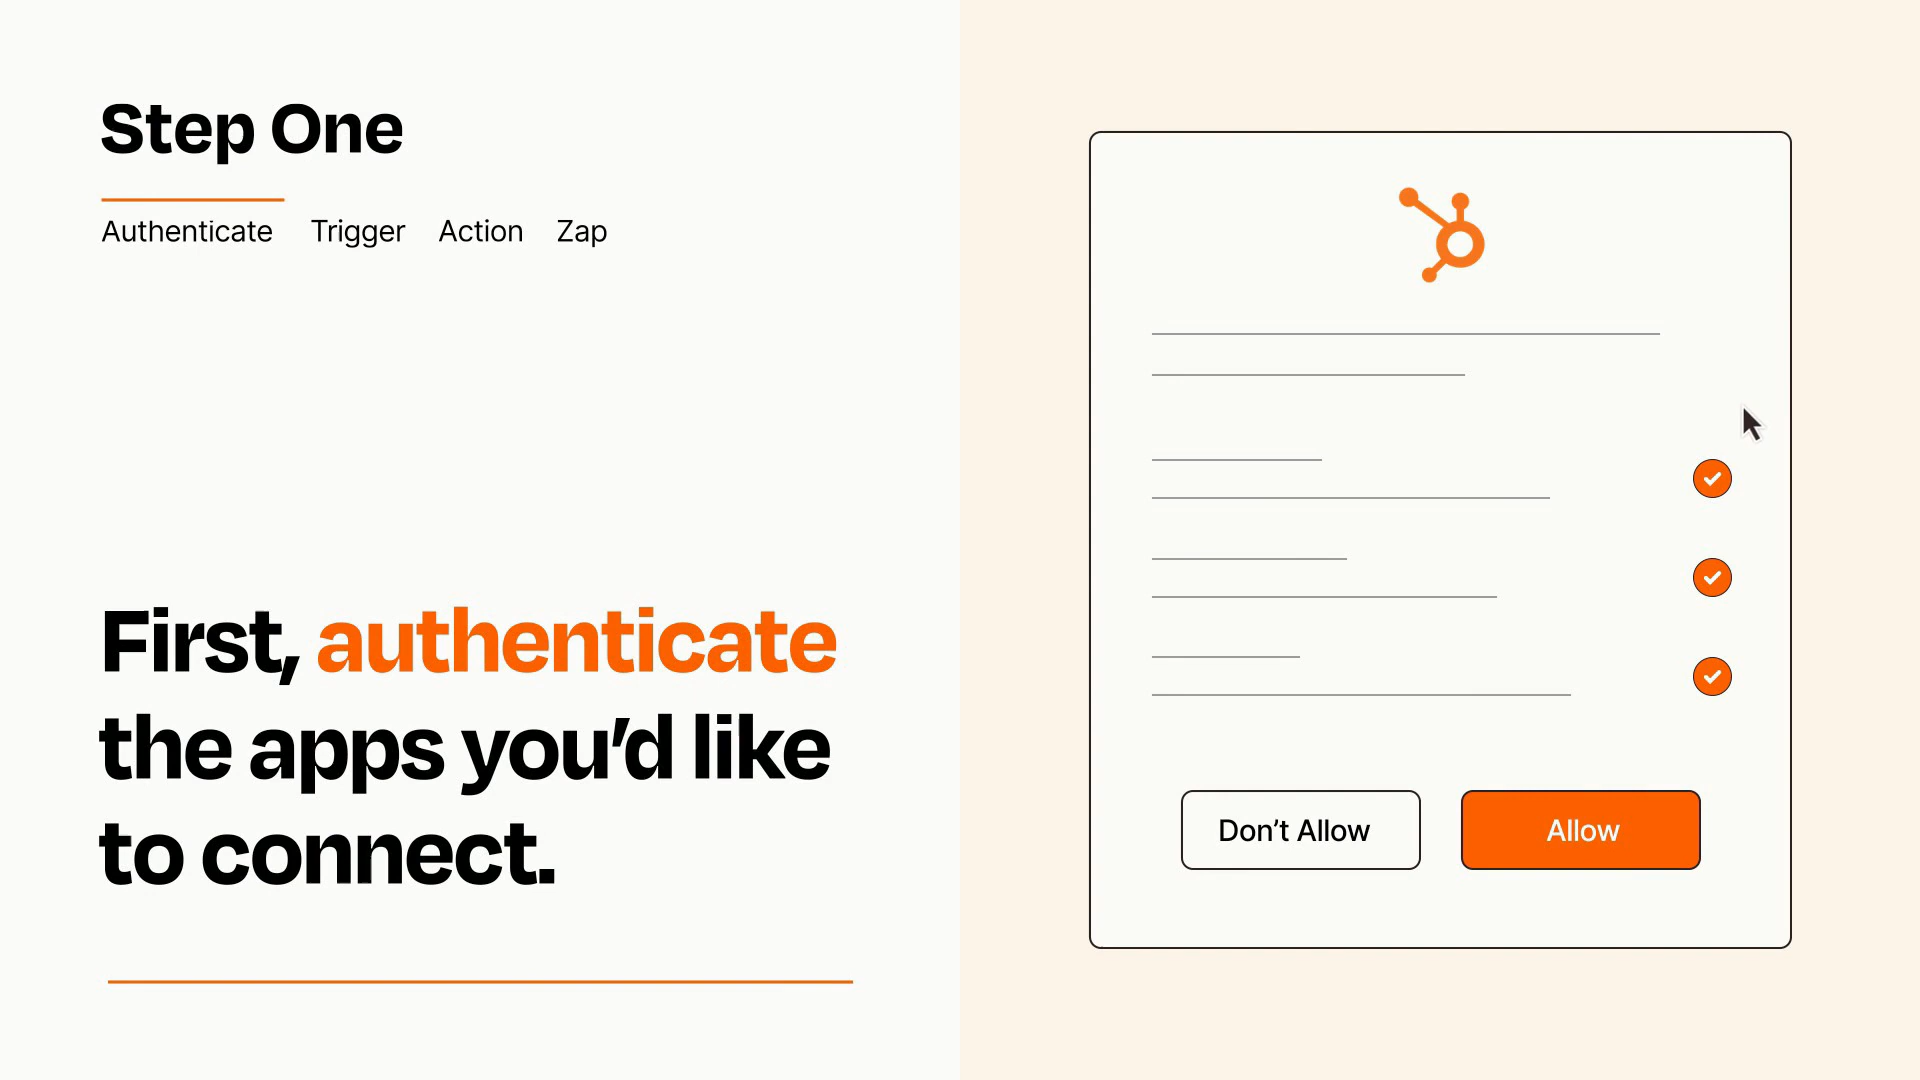 Step One
Authenticate Trigger Action Zap
First, authenticate
the apps you’d like
to connect.
Don’t Allow
Allow